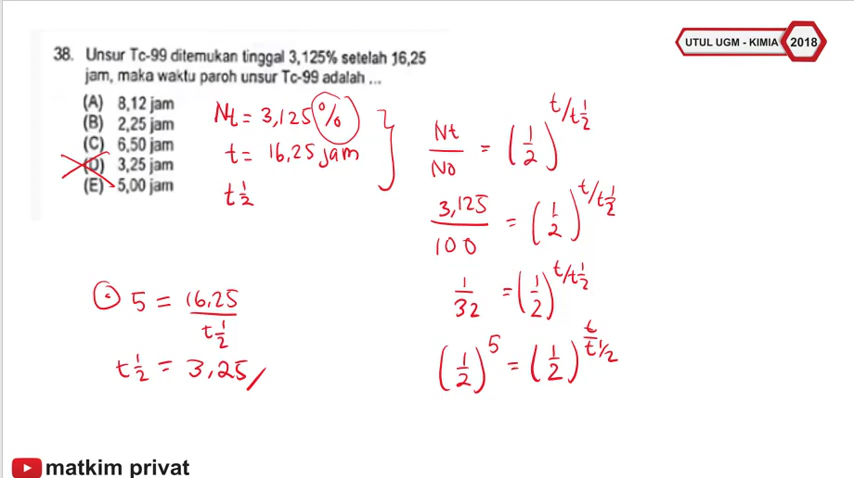 UTUL UGM - KIMIA 2018
38. Unsur Tc-99 ditemukan tinggal 3,125% setelah 16,25
jam, maka waktu paroh unsur Tc-99 adalah ...
(A) 8,12 jam
(B) 2,25 jam
(C) 6,50 jam
(D) 3,25 jam
(E) 5,00 jam
Nt = 3,125 %
t = 16,25 jam
t 1/2
Nt/No = (1/2)^t/t1/2
3,125/100 = (1/2)^t/t1/2
1/32 = (1/2)^t/t1/2
(1/2)^5 = (1/2)^t/t1/2
5 = 16,25/t1/2
t1/2 = 3,25
matkim privat